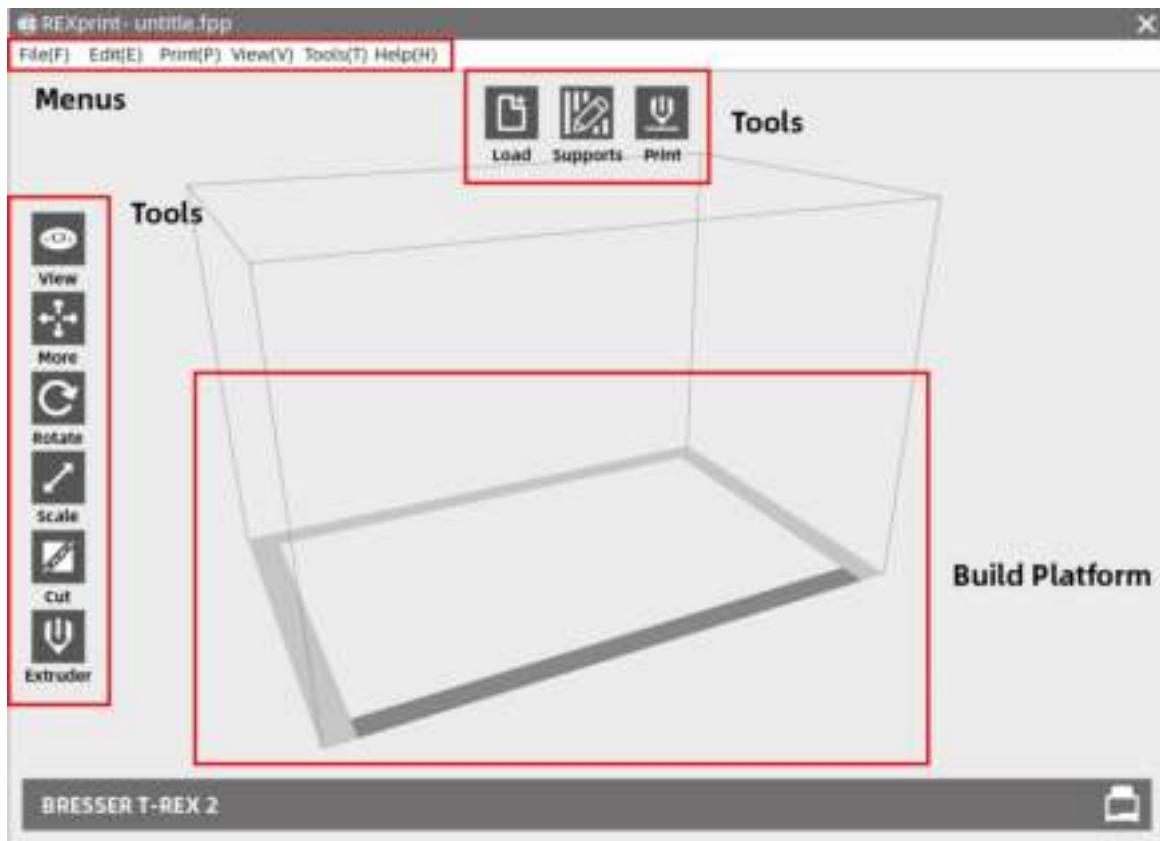 REXprint- untitle.fpp
File(F) Edit(E) Print(P) View(V) Tools(T) Help(H)
Menus
Load Supports Print
Tools
Tools
View
More
Rotate
Scale
Cut
Extruder
Build Platform
BRESSER T-REX 2